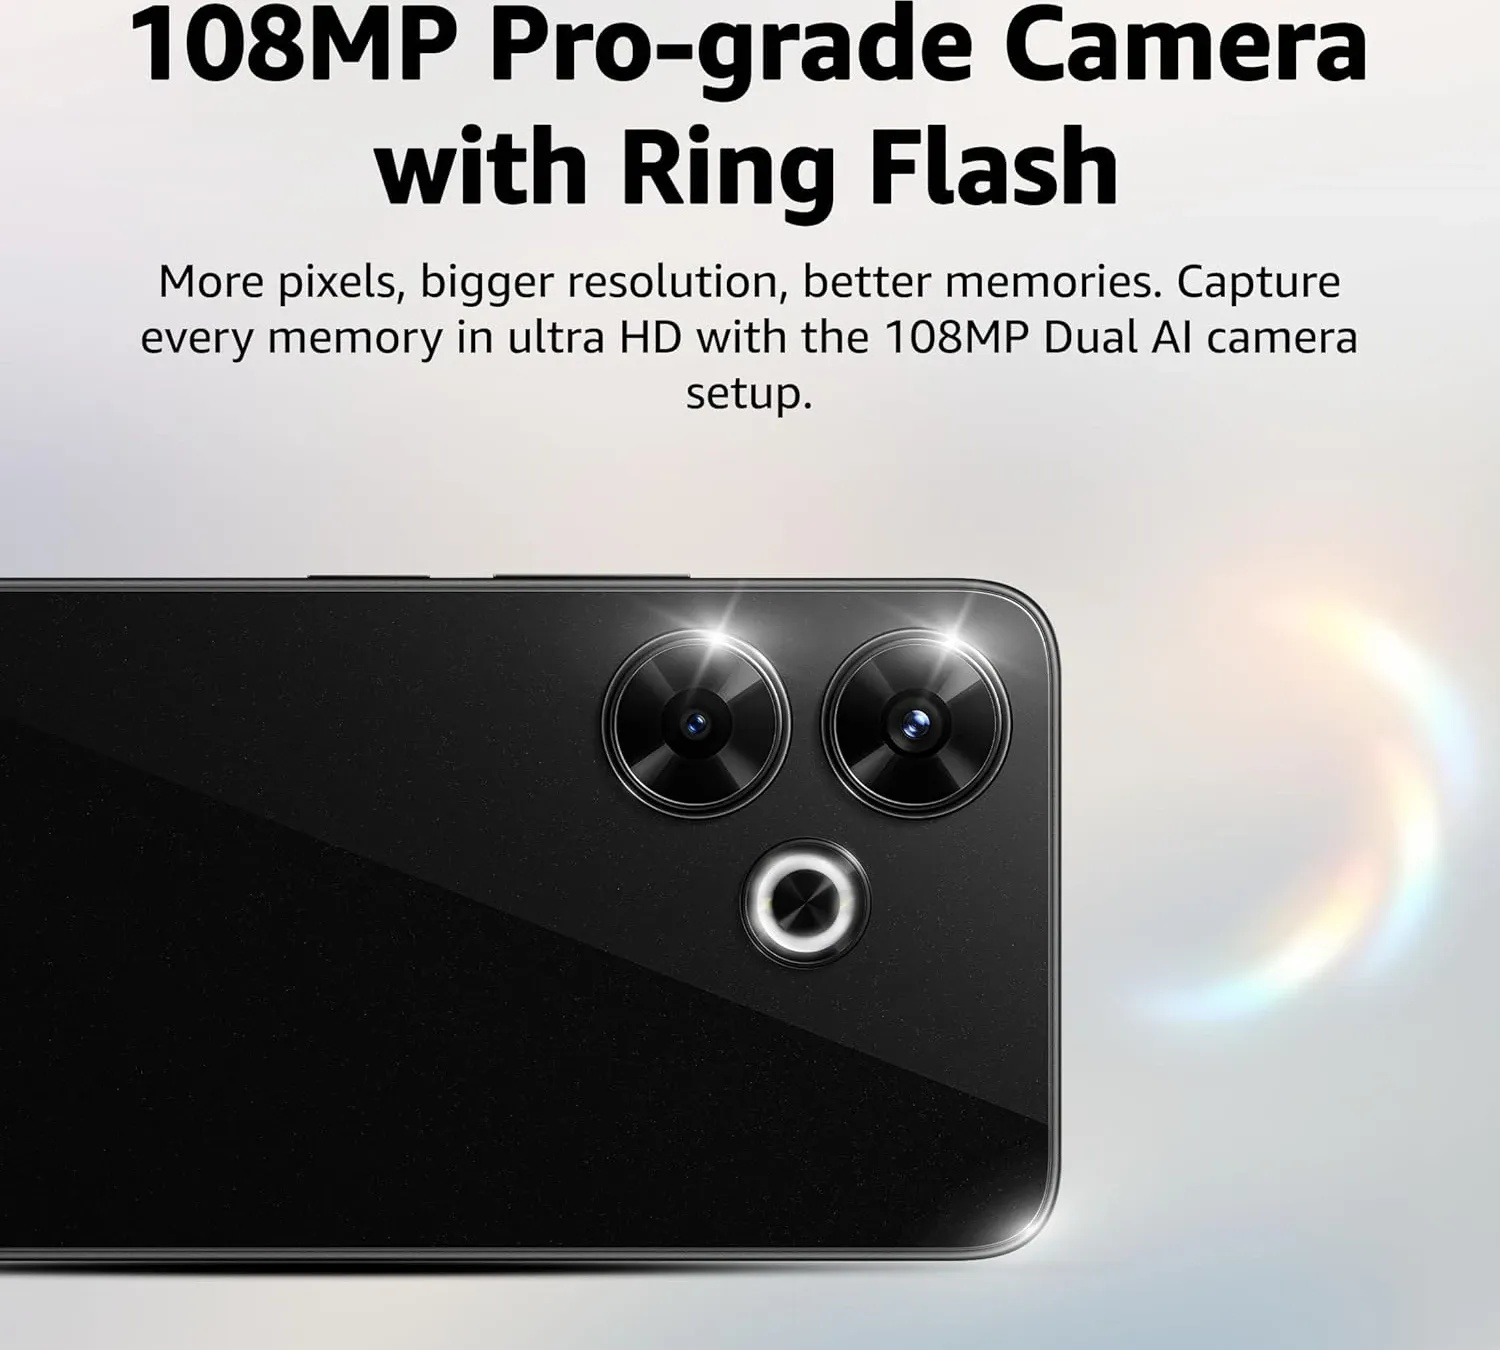 108MP Pro-grade Camera
with Ring Flash
More pixels, bigger resolution, better memories. Capture
every memory in ultra HD with the 108MP Dual AI camera
setup.